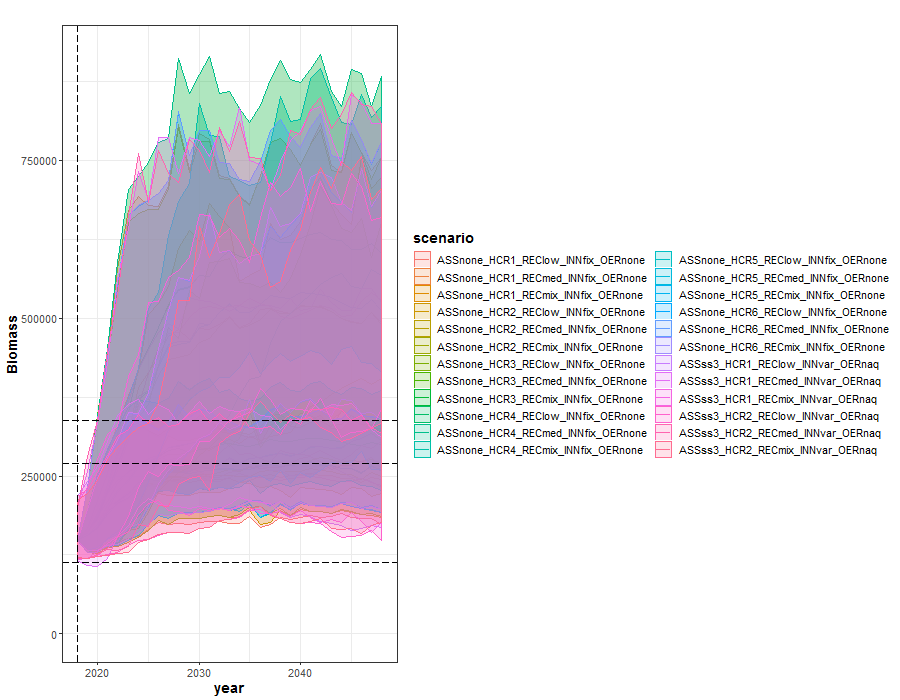 Biomass
750000
500000
250000
0
2020
2030
2040
year
scenario
ASSnone_HCR1_REClow_INNfix_OERnone
ASSnone_HCR1_RECmed_INNfix_OERnone
ASSnone_HCR1_RECmix_INNfix_OERnone
ASSnone_HCR2_REClow_INNfix_OERnone
ASSnone_HCR2_RECmed_INNfix_OERnone
ASSnone_HCR2_RECmix_INNfix_OERnone
ASSnone_HCR3_REClow_INNfix_OERnone
ASSnone_HCR3_RECmed_INNfix_OERnone
ASSnone_HCR3_RECmix_INNfix_OERnone
ASSnone_HCR4_REClow_INNfix_OERnone
ASSnone_HCR4_RECmed_INNfix_OERnone
ASSnone_HCR4_RECmix_INNfix_OERnone
ASSnone_HCR5_REClow_INNfix_OERnone
ASSnone_HCR5_RECmed_INNfix_OERnone
ASSnone_HCR5_RECmix_INNfix_OERnone
ASSnone_HCR6_REClow_INNfix_OERnone
ASSnone_HCR6_RECmed_INNfix_OERnone
ASSnone_HCR6_RECmix_INNfix_OERnone
ASSss3_HCR1_REClow_INNvar_OERnaq
ASSss3_HCR1_RECmed_INNvar_OERnaq
ASSss3_HCR1_RECmix_INNvar_OERnaq
ASSss3_HCR2_REClow_INNvar_OERnaq
ASSss3_HCR2_RECmed_INNvar_OERnaq
ASSss3_HCR2_RECmix_INNvar_OERnaq